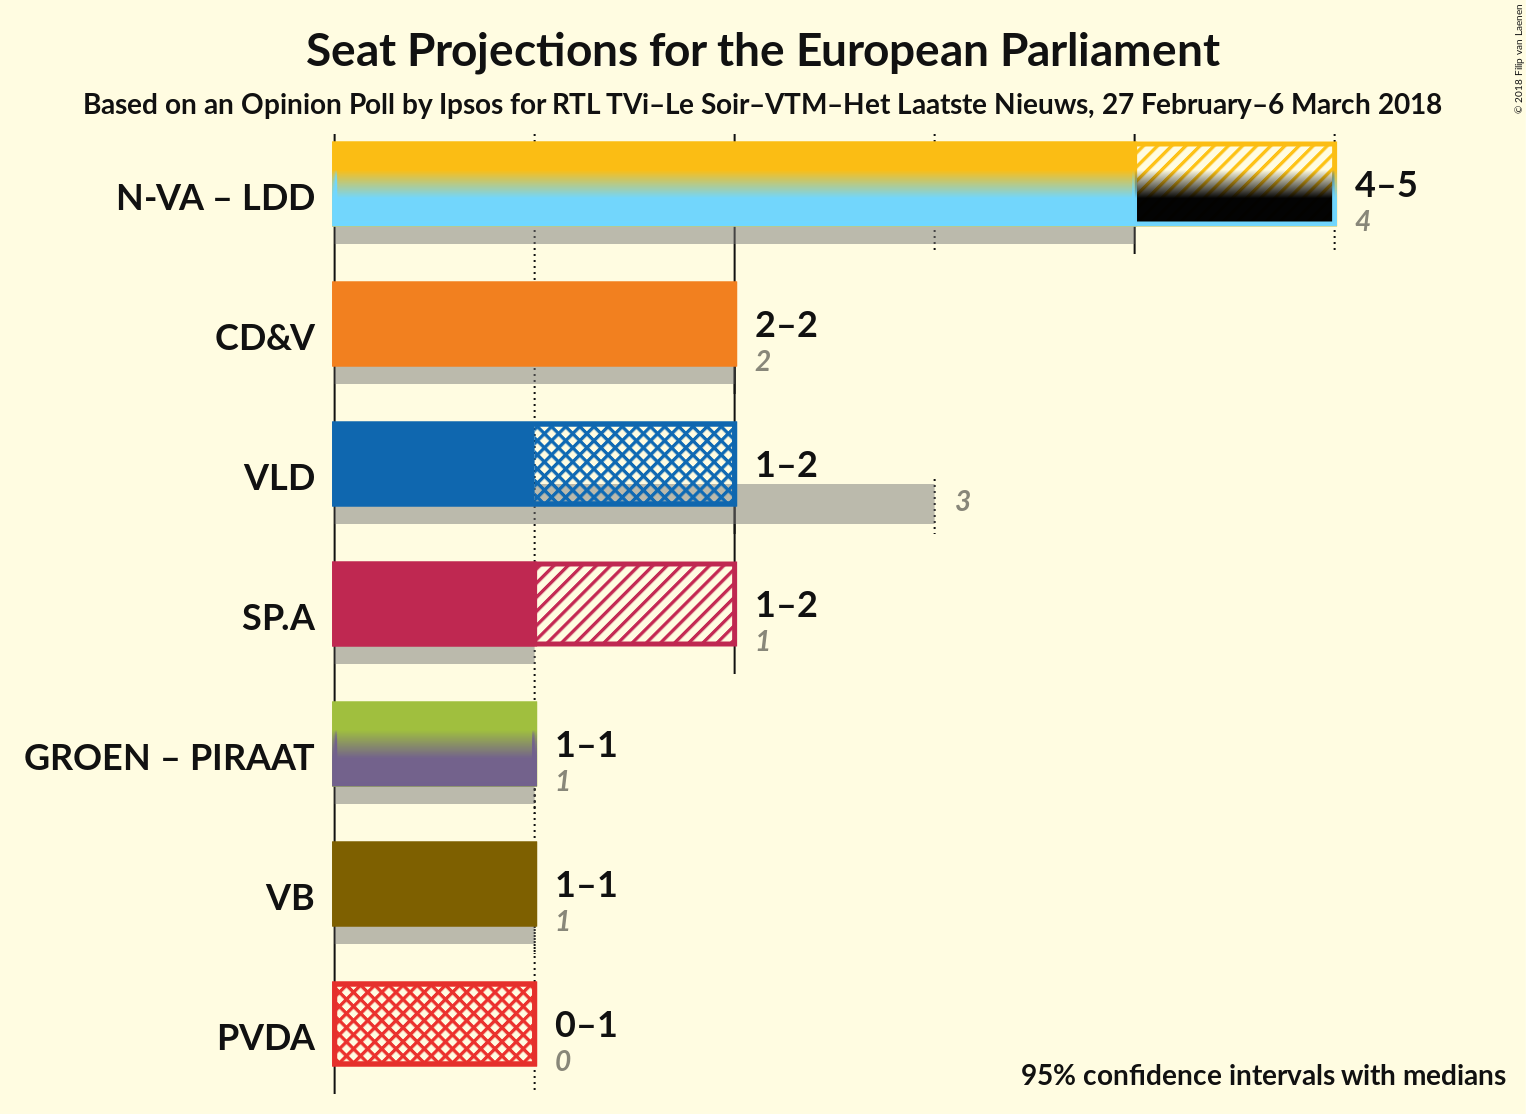 Seat Projections for the European Parliament
Based on an Opinion Poll by Ipsos for RTL TVi–Le Soir–VTM–Het Laatste Nieuws, 27 February–6 March 2018
© 2018 Filip van Laenen
N-VA – LDD
4–5
4
CD&V
2–2
2
VLD
1–2
3
SP.A
1–2
1
GROEN – PIRAAT
1–1
1
VB
1–1
1
PVDA
0–1
0
95% confidence intervals with medians